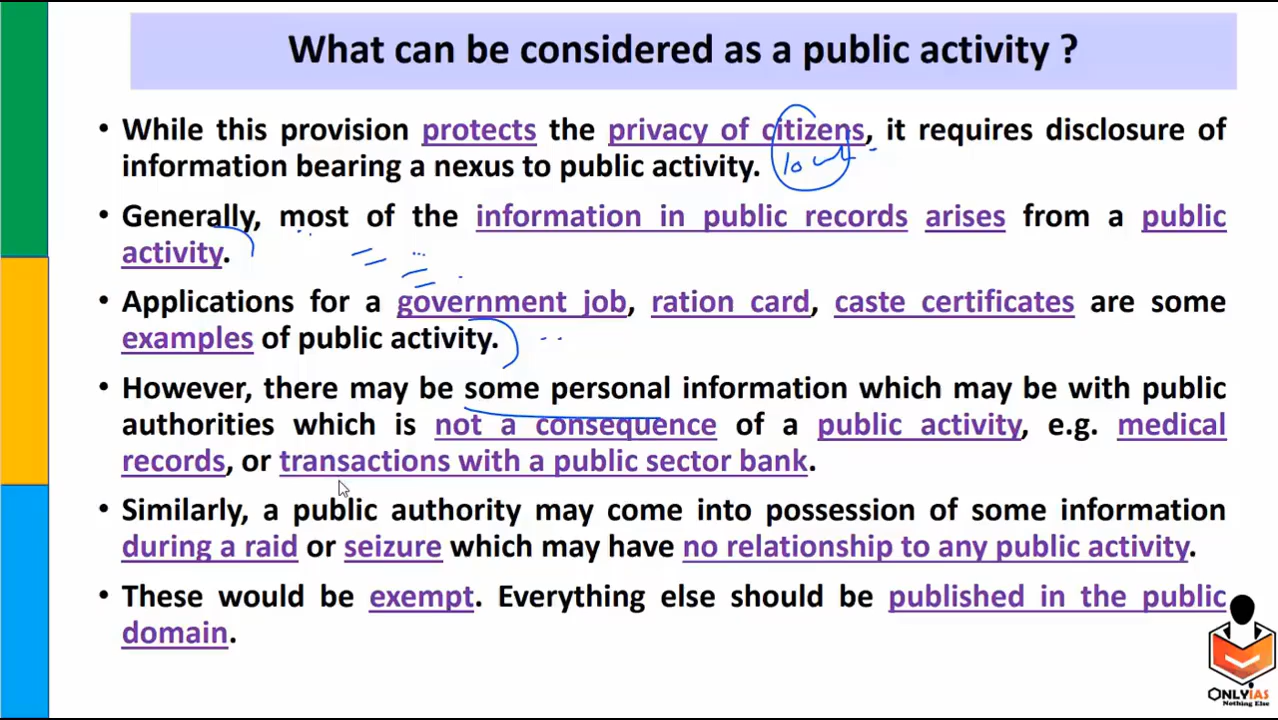 What can be considered as a public activity ?
• While this provision protects the privacy of citizens, it requires disclosure of
information bearing a nexus to public activity.
• Generally, most of the information in public records arises from a public
activity.
• Applications for a government job, ration card, caste certificates are some
examples of public activity.
• However, there may be some personal information which may be with public
authorities which is not a consequence of a public activity, e.g. medical
records, or transactions with a public sector bank.
• Similarly, a public authority may come into possession of some information
during a raid or seizure which may have no relationship to any public activity.
• These would be exempt. Everything else should be published in the public
domain.
ONLYIAS
Nothing Else